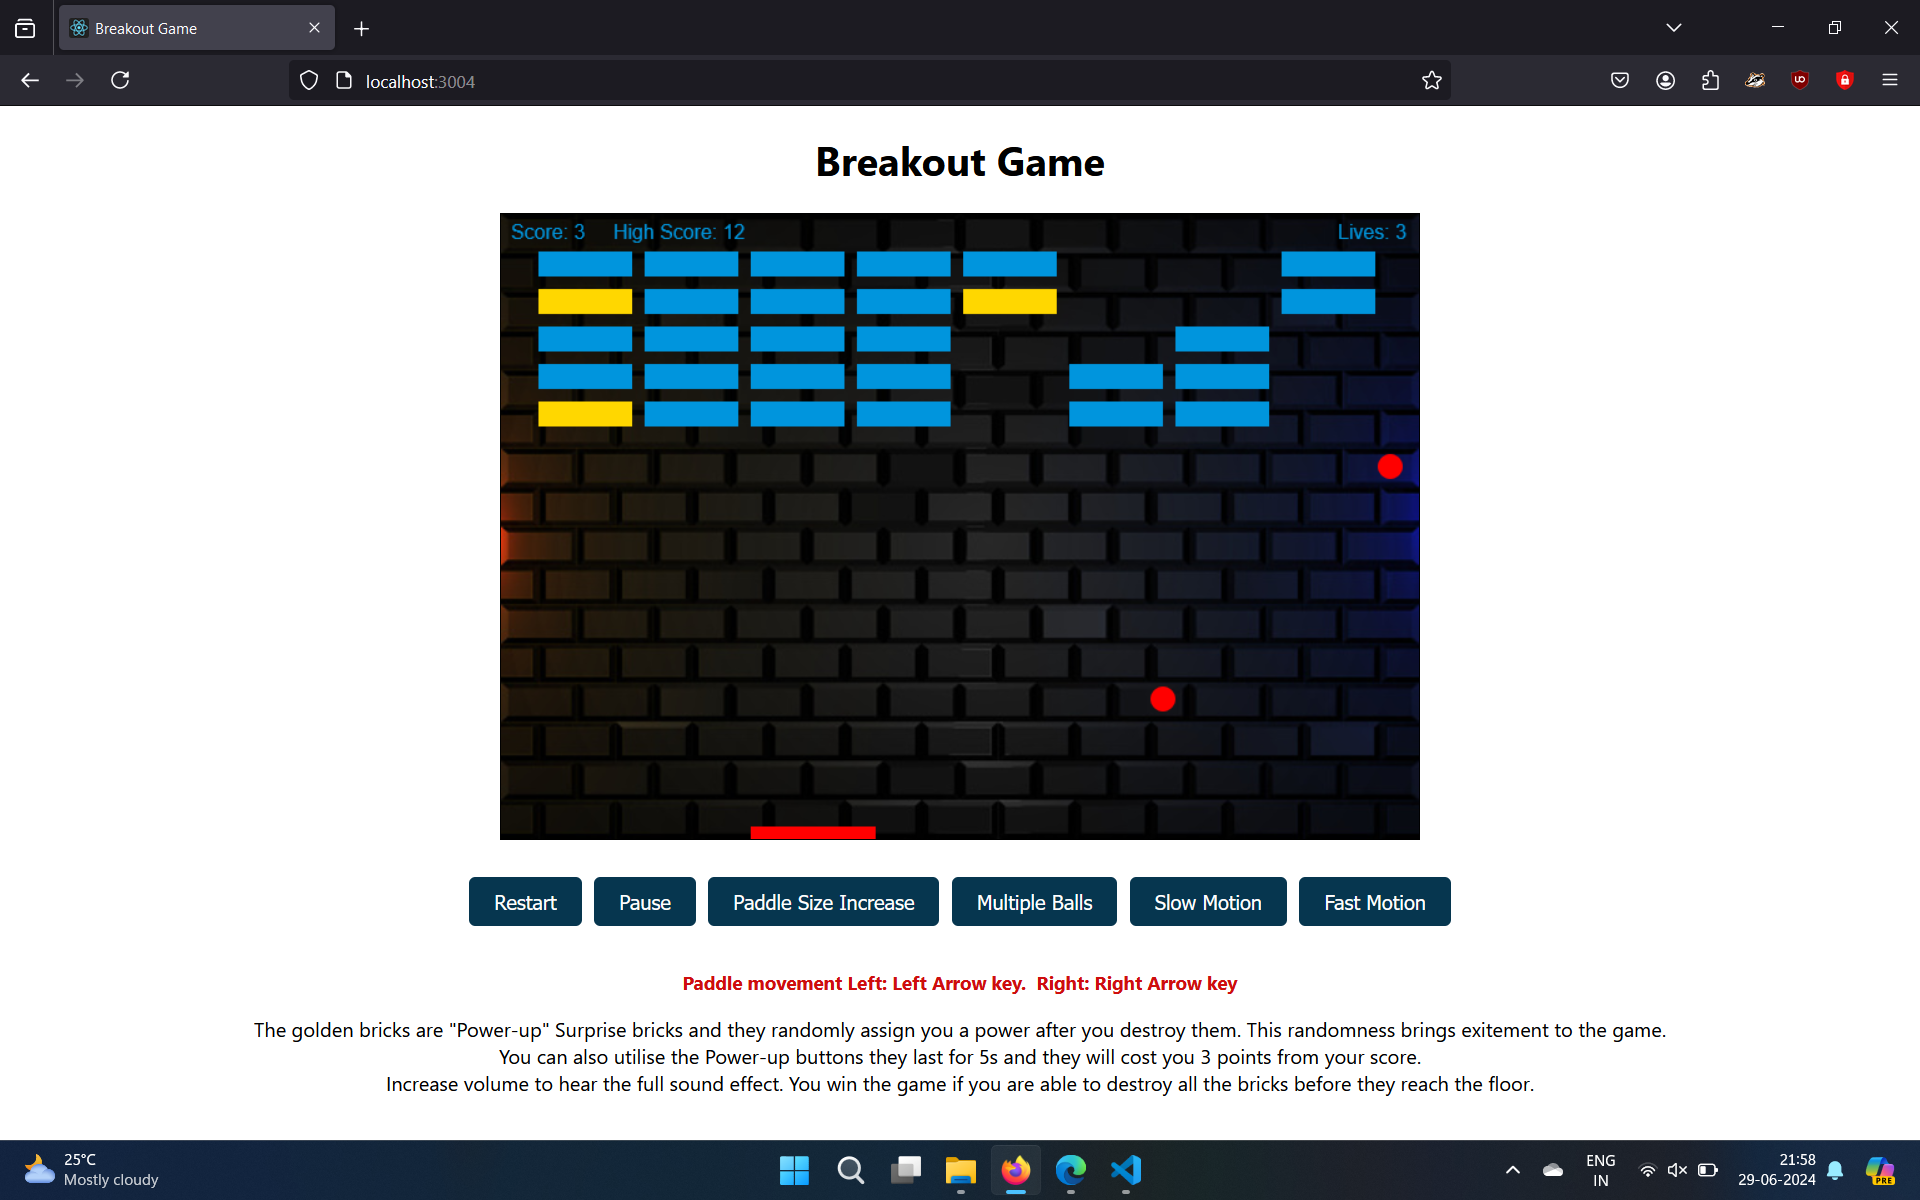 Breakout Game
localhost:3004
Breakout Game
Score: 3 High Score: 12 Lives: 3
Restart Pause Paddle Size Increase Multiple Balls Slow Motion Fast Motion
Paddle movement Left: Left Arrow key. Right: Right Arrow key
The golden bricks are "Power-up" Surprise bricks and they randomly assign you a power after you destroy them. This randomness brings exitement to the game.
You can also utilise the Power-up buttons they last for 5s and they will cost you 3 points from your score.
Increase volume to hear the full sound effect. You win the game if you are able to destroy all the bricks before they reach the floor.
25°C
Mostly cloudy
ENG
IN
21:58
29-06-2024
PRE